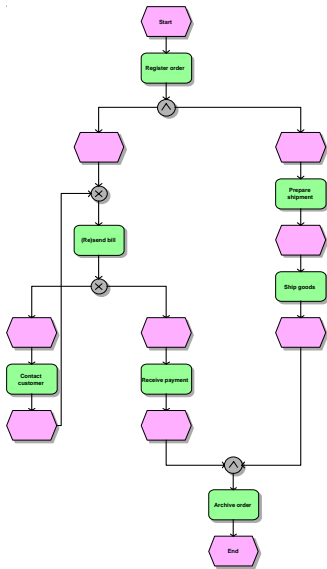 Start
Register order
Prepare
shipment
(Re)send bill
Ship goods
Contact
customer
Receive payment
Archive order
End